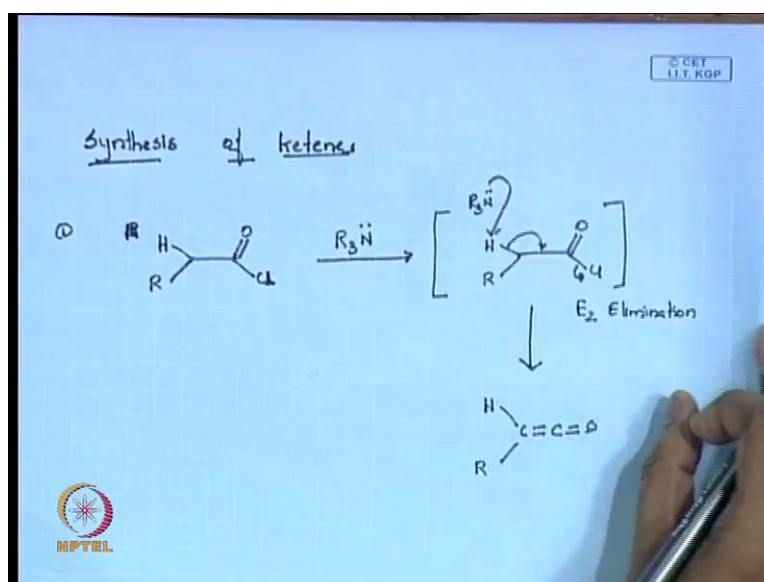 © CET
I.I.T. KGP
Synthesis of Ketenes
① H R O Cl
R₃N̈
R₃N̈
H R O Cl
E₂ Elimination
H
C=C=O
R
NPTEL